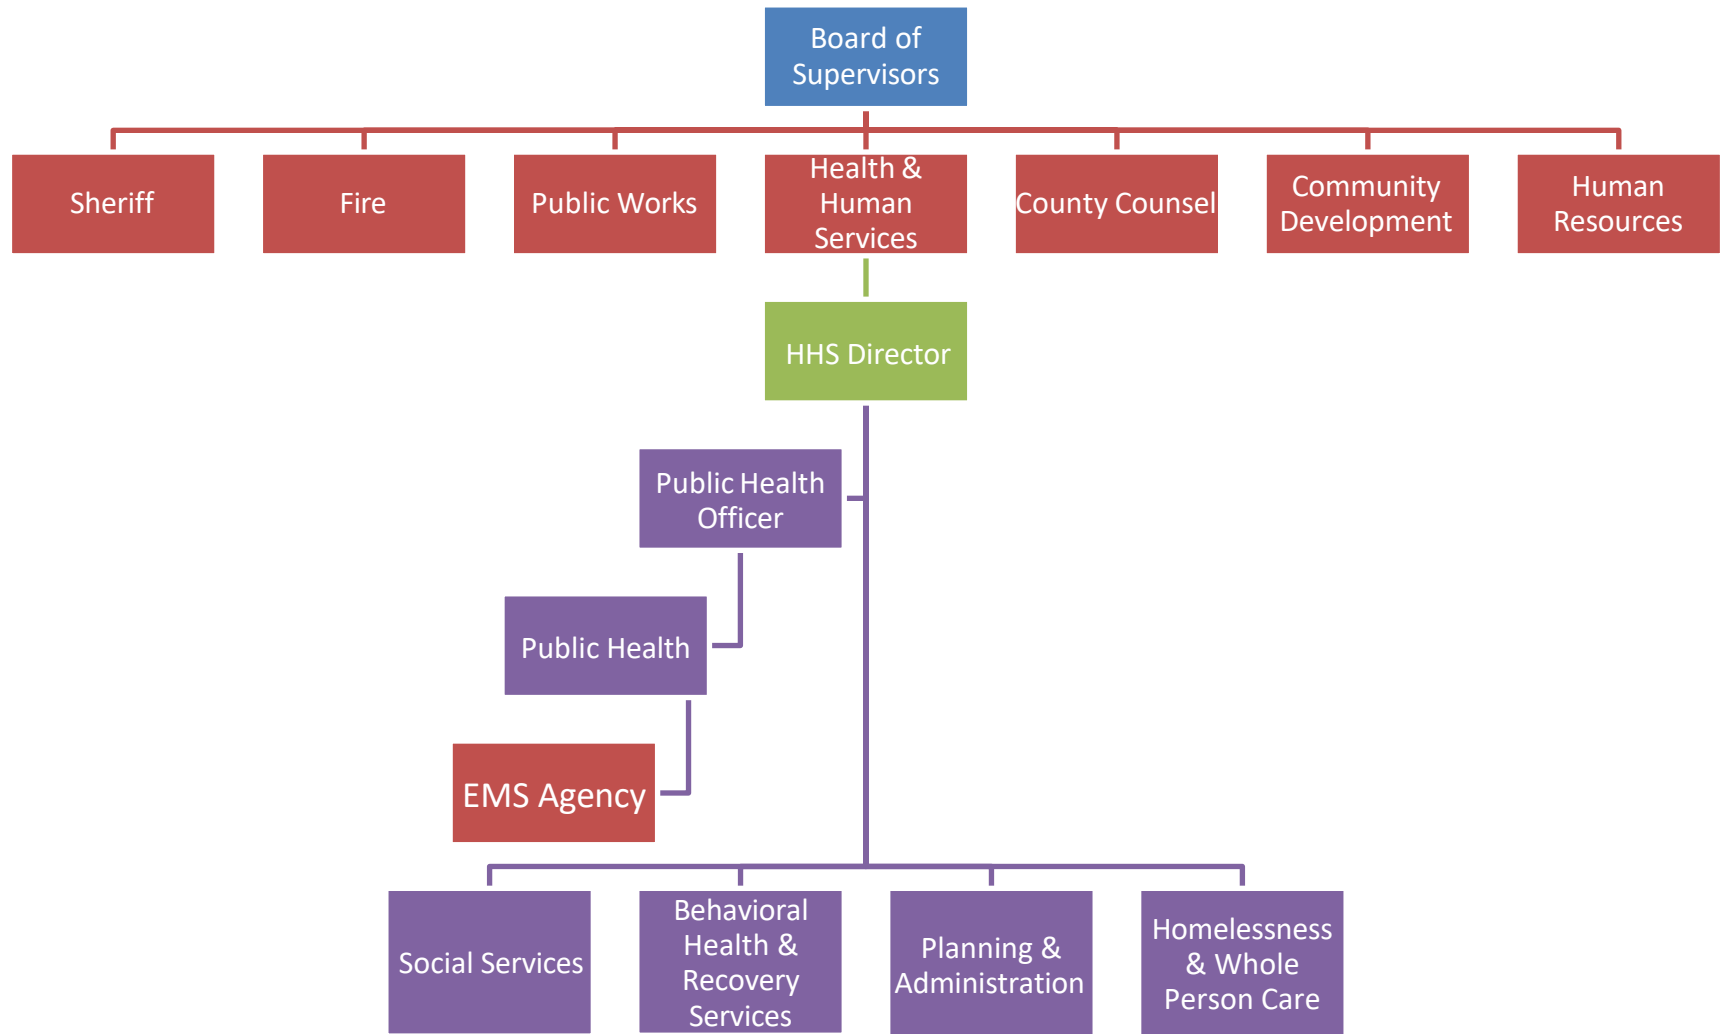 Board of
Supervisors
Sheriff
Fire
Public Works
Health &
Human
Services
County Counsel
Community
Development
Human
Resources
HHS Director
Public Health
Officer
Public Health
EMS Agency
Social Services
Behavioral
Health &
Recovery
Services
Planning &
Administration
Homelessness
& Whole
Person Care